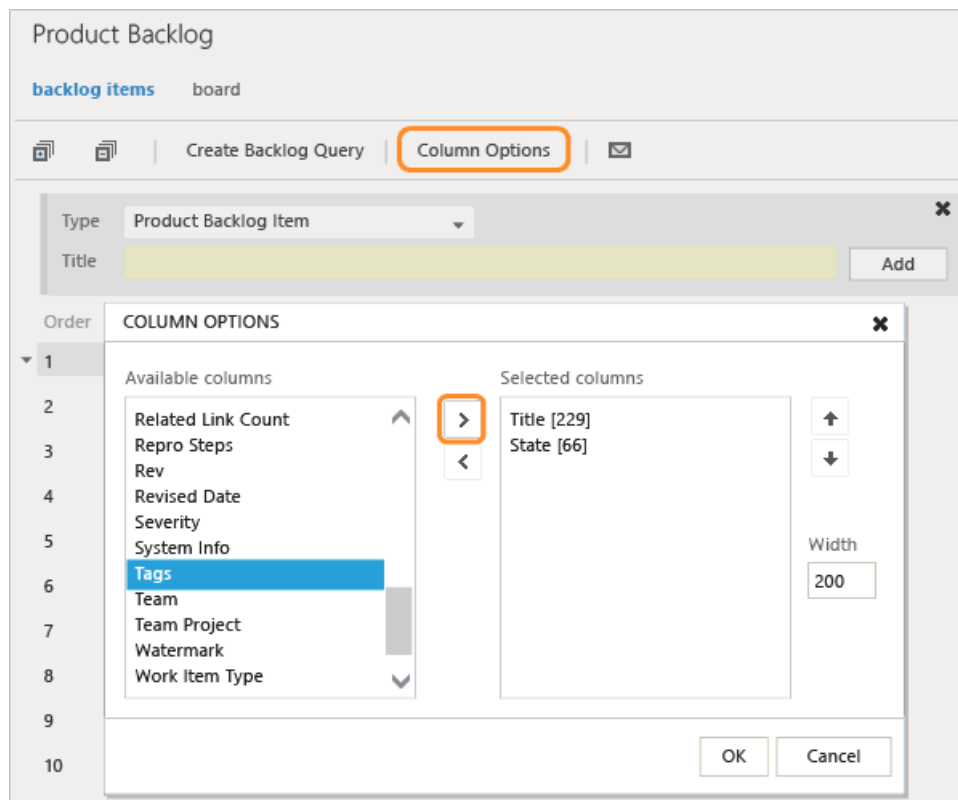 Product Backlog
backlog items board
Create Backlog Query Column Options
Type Product Backlog Item
Title Add
Order COLUMN OPTIONS
1
2
3
4
5
6
7
8
9
10
Available columns
Related Link Count
Repro Steps
Rev
Revised Date
Severity
System Info
Tags
Team
Team Project
Watermark
Work Item Type
>
<
Selected columns
Title [229]
State [66]
Width
200
OK Cancel